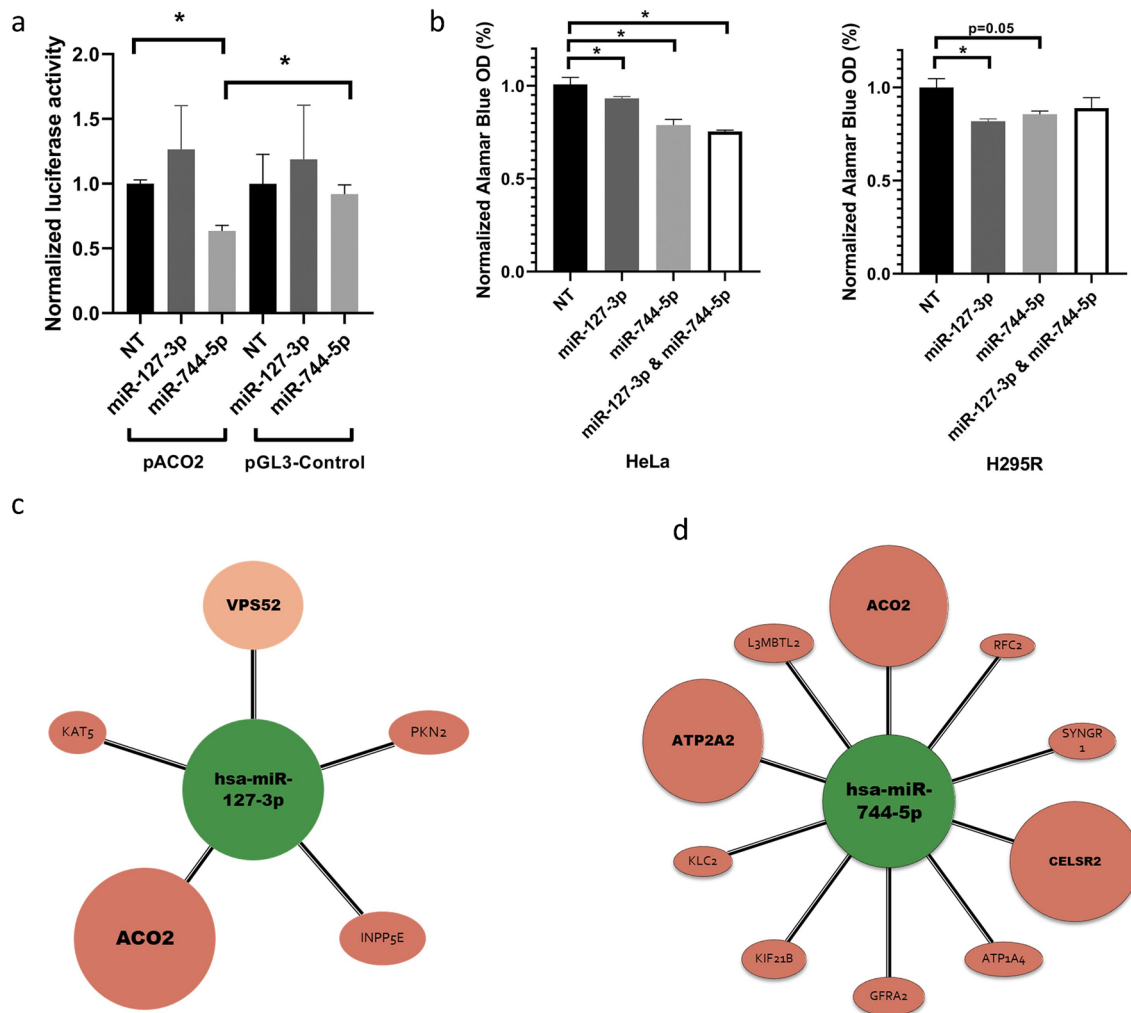 a
*
*
2.0
1.5
1.0
0.5
0.0
Normalized luciferase activity
NT
miR-127-3p
miR-744-5p
NT
miR-127-3p
miR-744-5p
pACO2
pGL3-Control
b
*
*
*
1.0
0.5
0.0
Normalized Alamar Blue OD (%)
NT
miR-127-3p
miR-744-5p
miR-127-3p & miR-744-5p
HeLa
p=0.05
*
1.0
0.5
0.0
Normalized Alamar Blue OD (%)
NT
miR-127-3p
miR-744-5p
miR-127-3p & miR-744-5p
H295R
c
VPS52
KAT5
PKN2
hsa-miR-
127-3p
ACO2
INPP5E
d
ACO2
L3MBTL2
RFC2
ATP2A2
SYNGR
1
hsa-miR-
744-5p
KLC2
CELSR2
KIF21B
ATP1A4
GFRA2